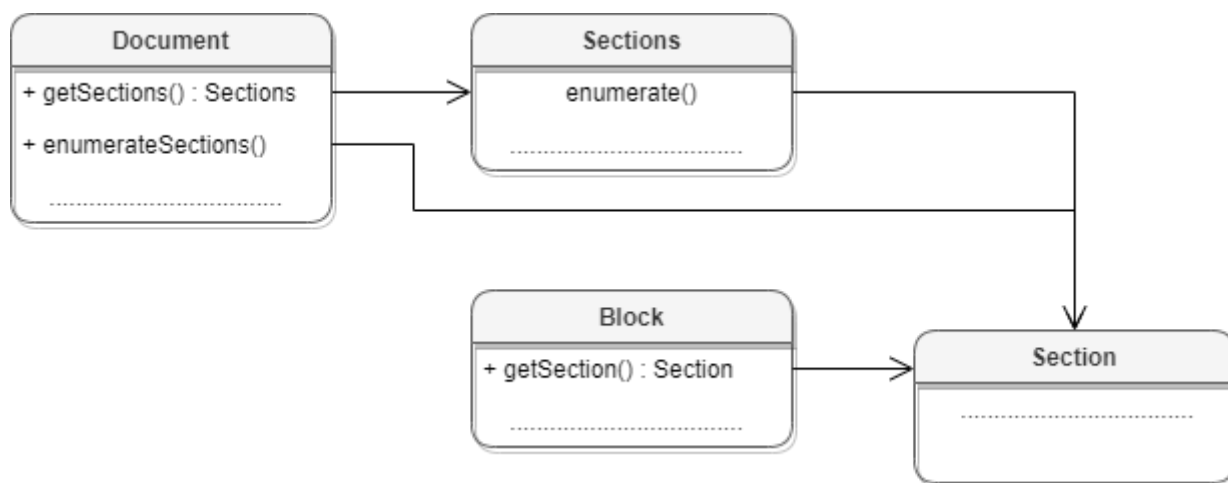 Document
+ getSections() : Sections
+ enumerateSections()
Sections
enumerate()
Block
+ getSection() : Section
Section